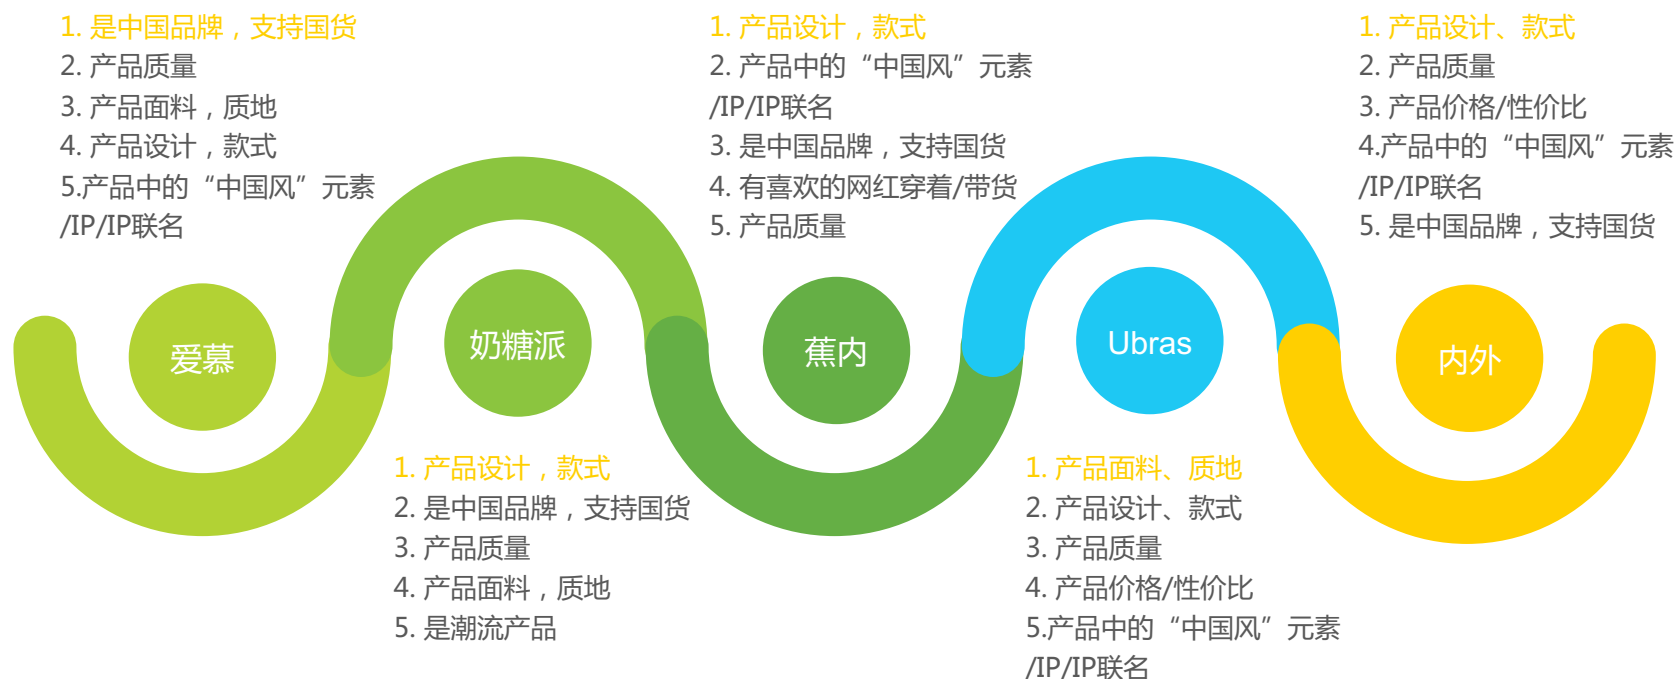 1. 是中国品牌，支持国货
2. 产品质量
3. 产品面料，质地
4. 产品设计，款式
5.产品中的“中国风”元素
/IP/IP联名
1. 产品设计，款式
2. 产品中的“中国风”元素
/IP/IP联名
3. 是中国品牌，支持国货
4. 有喜欢的网红穿着/带货
5. 产品质量
1. 产品设计、款式
2. 产品质量
3. 产品价格/性价比
4.产品中的“中国风”元素
/IP/IP联名
5. 是中国品牌，支持国货
爱慕
奶糖派
蕉内
Ubras
内外
1. 产品设计，款式
2. 是中国品牌，支持国货
3. 产品质量
4. 产品面料，质地
5. 是潮流产品
1. 产品面料、质地
2. 产品设计、款式
3. 产品质量
4. 产品价格/性价比
5.产品中的“中国风”元素
/IP/IP联名